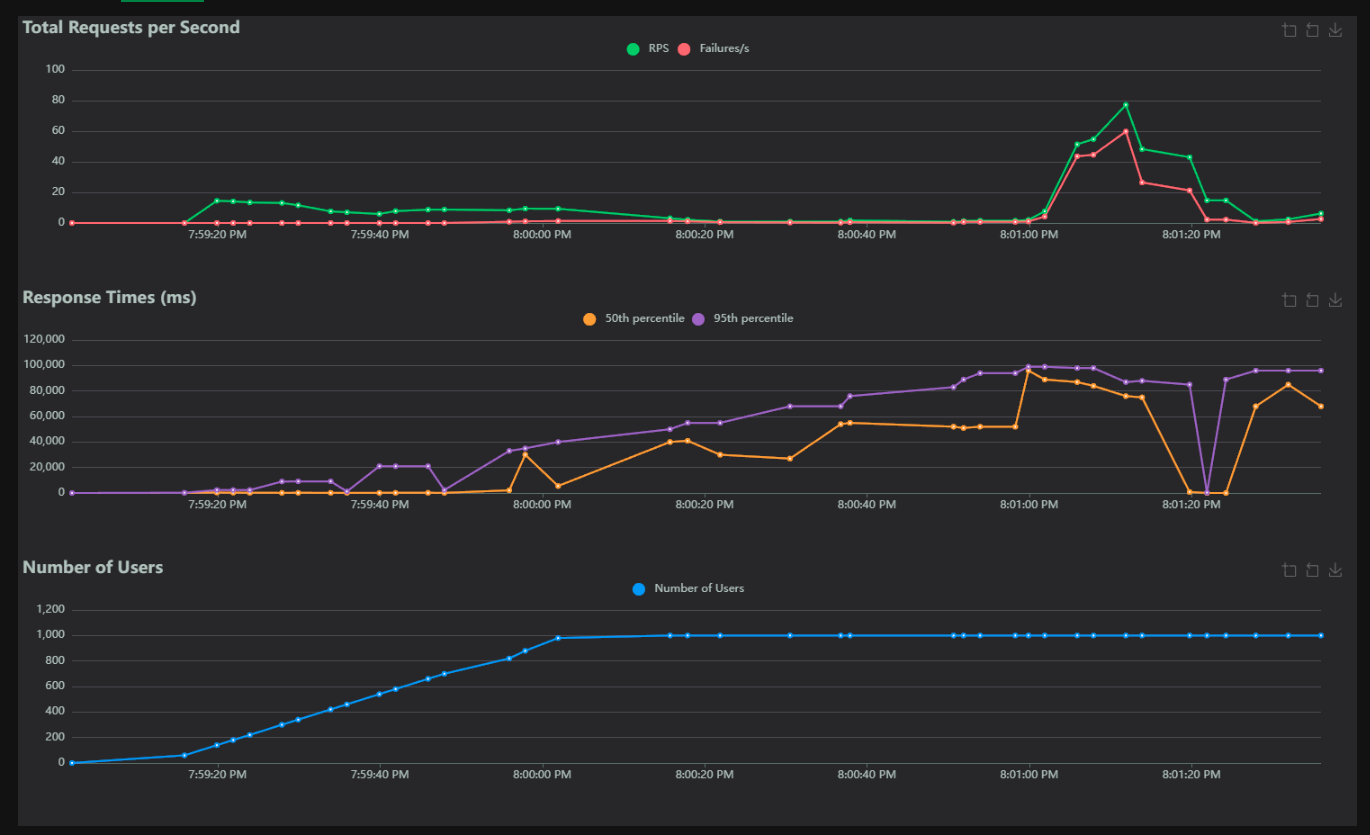 Total Requests per Second
RPS Failures/s
100
80
60
40
20
0
7:59:20 PM 7:59:40 PM 8:00:00 PM 8:00:20 PM 8:00:40 PM 8:01:00 PM 8:01:20 PM
Response Times (ms)
50th percentile 95th percentile
120,000
100,000
80,000
60,000
40,000
20,000
0
7:59:20 PM 7:59:40 PM 8:00:00 PM 8:00:20 PM 8:00:40 PM 8:01:00 PM 8:01:20 PM
Number of Users
Number of Users
1,200
1,000
800
600
400
200
0
7:59:20 PM 7:59:40 PM 8:00:00 PM 8:00:20 PM 8:00:40 PM 8:01:00 PM 8:01:20 PM